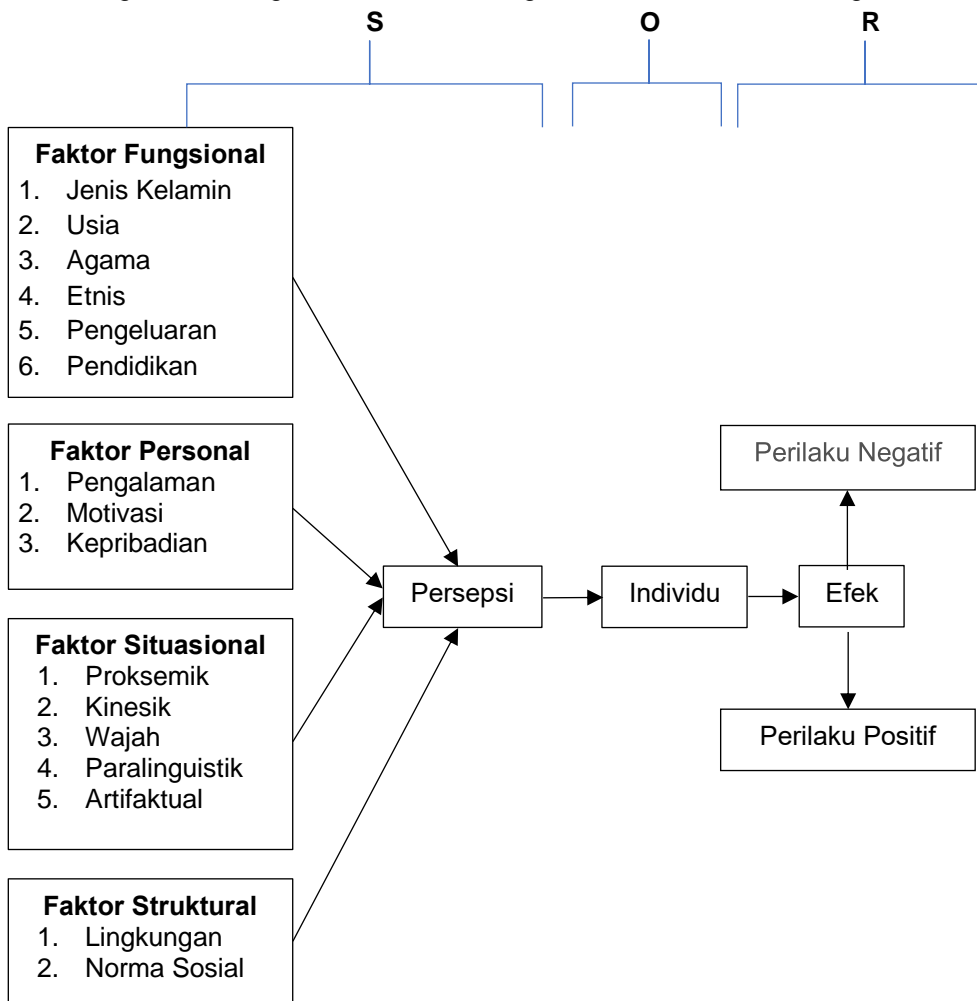 S O R
Faktor Fungsional
1. Jenis Kelamin
2. Usia
3. Agama
4. Etnis
5. Pengeluaran
6. Pendidikan
Faktor Personal
1. Pengalaman
2. Motivasi
3. Kepribadian
Faktor Situasional
1. Proksemik
2. Kinesik
3. Wajah
4. Paralinguistik
5. Artifaktual
Faktor Struktural
1. Lingkungan
2. Norma Sosial
Persepsi
Individu
Efek
Perilaku Negatif
Perilaku Positif